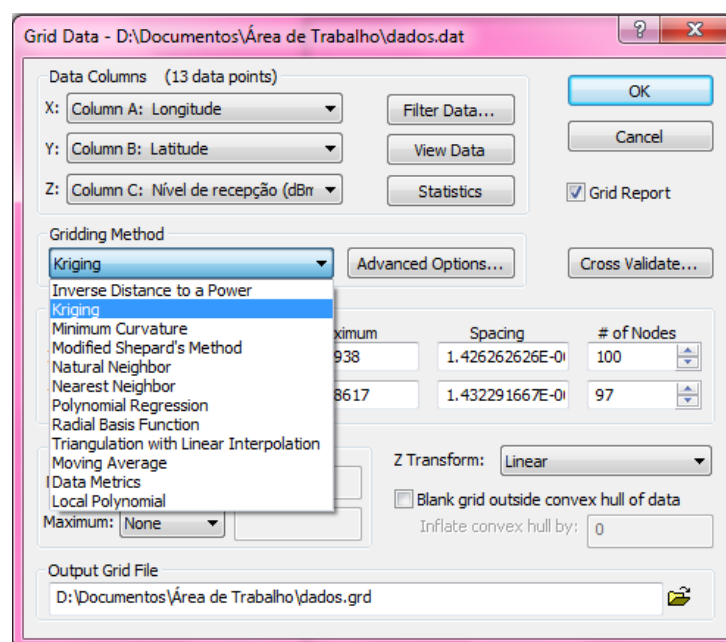 Grid Data - D:\Documentos\Área de Trabalho\dados.dat
Data Columns (13 data points)
X: Column A: Longitude
Filter Data...
OK
Y: Column B: Latitude
View Data
Cancel
Z: Column C: Nível de recepção (dBm
Statistics
Grid Report
Gridding Method
Kriging
Advanced Options...
Cross Validate...
Inverse Distance to a Power
Kriging
Minimum Curvature
Modified Shepard's Method
Natural Neighbor
Nearest Neighbor
Polynomial Regression
Radial Basis Function
Triangulation with Linear Interpolation
Moving Average
Data Metrics
Local Polynomial
ximum
Spacing
# of Nodes
938
1.426262626E-0
100
8617
1.432291667E-0
97
Z Transform: Linear
Blank grid outside convex hull of data
Inflate convex hull by: 0
Maximum: None
Output Grid File
D:\Documentos\Área de Trabalho\dados.grd